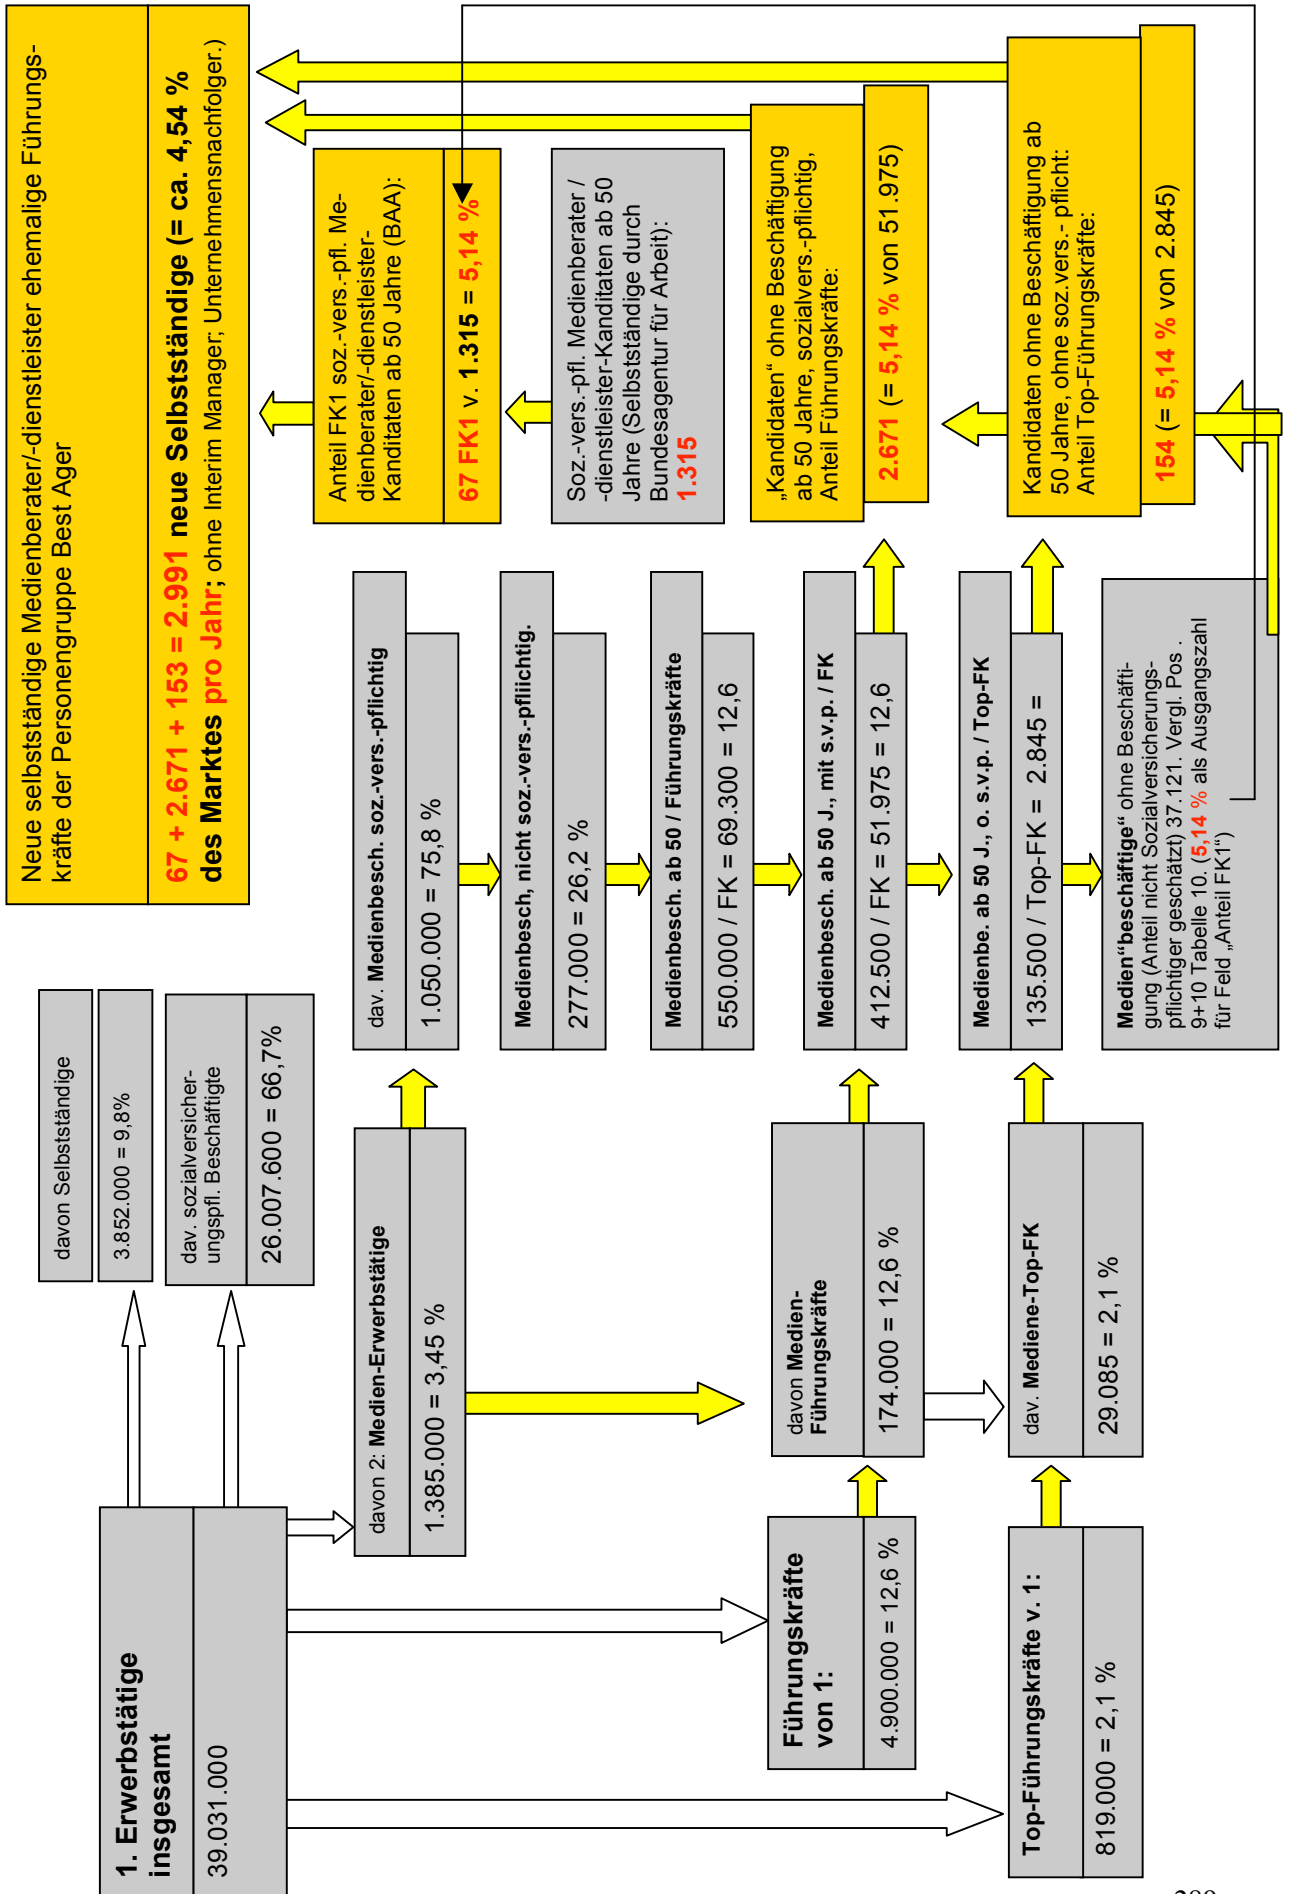 1. Erwerbstätige
insgesamt
39.031.000
davon Selbstständige
3.852.000 = 9,8%
dav. sozialversicher-
ungspfl. Beschäftigte
26.007.600 = 66,7%
davon 2: Medien-Erwerbstätige
1.385.000 = 3,45 %
Führungskräfte
von 1:
4.900.000 = 12,6 %
davon Medien-
Führungskräfte
174.000 = 12,6 %
Top-Führungskräfte v. 1:
819.000 = 2,1 %
dav. Mediene-Top-FK
29.085 = 2,1 %
dav. Medienbesch. soz.-vers.-pflichtig
1.050.000 = 75,8 %
Medienbesch, nicht soz.-vers.-pfliichtig.
277.000 = 26,2 %
Medienbesch. ab 50 / Führungskräfte
550.000 / FK = 69.300 = 12,6
Medienbesch. ab 50 J., mit s.v.p. / FK
412.500 / FK = 51.975 = 12,6
Medienbe. ab 50 J., o. s.v.p. / Top-FK
135.500 / Top-FK = 2.845 =
Medien"beschäftige" ohne Beschäfti-
gung (Anteil nicht Sozialversicherungs-
pflichtiger geschätzt) 37.121. Vergl. Pos .
9+10 Tabelle 10. (5,14 % als Ausgangszahl
für Feld „Anteil FK1“)
Neue selbstständige Medienberater/-dienstleister ehemalige Führungs-
kräfte der Personengruppe Best Ager
67 + 2.671 + 153 = 2.991 neue Selbstständige (= ca. 4,54 %
des Marktes pro Jahr; ohne Interim Manager; Unternehmensnachfolger.)
Anteil FK1 soz.-vers.-pfl. Me-
dienberater/-dienstleister-
Kanditaten ab 50 Jahre (BAA):
67 FK1 v. 1.315 = 5,14 %
Soz.-vers.-pfl. Medienberater /
-dienstleister-Kanditaten ab 50
Jahre (Selbstständige durch
Bundesagentur für Arbeit):
1.315
„Kandidaten“ ohne Beschäftigung
ab 50 Jahre, sozialvers.-pflichtig,
Anteil Führungskräfte:
2.671 (= 5,14 % von 51.975)
Kandidaten ohne Beschäftigung ab
50 Jahre, ohne soz.vers.- pflicht:
Anteil Top-Führungskräfte:
154 (= 5,14 % von 2.845)